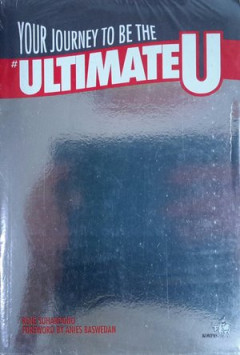 YOUR JOURNEY TO BE THE
#ULTIMATEU
FOREWORD BY ANIES BASWEDAN